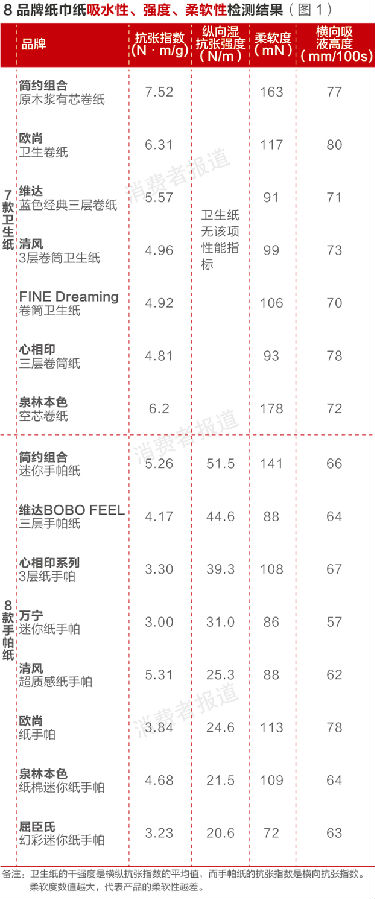 8品牌纸巾纸吸水性、强度、柔软性检测结果（图1）
品牌 抗张指数 (N·m/g) 纵向湿抗张强度 (N/m) 柔软度 (mN) 横向吸液高度 (mm/100s)
7款卫生纸
简约组合
原木浆有芯卷纸 7.52 163 77
欧尚
卫生卷纸 6.31 117 80
维达
蓝色经典三层卷纸 5.57 91 71
卫生纸
无该项
性能指
标
清风
3层卷筒卫生纸 4.96 99 73
FINE Dreaming
卷筒卫生纸 4.92 106 70
心相印
三层卷筒纸 4.81 93 78
泉林本色
空芯卷纸 6.2 178 72
8款手帕纸
简约组合
迷你手帕纸 5.26 51.5 141 66
维达BOBO FEEL
三层手帕纸 4.17 44.6 88 64
心相印系列
3层纸手帕 3.30 39.3 108 67
万宁
迷你纸手帕 3.00 31.0 86 57
清风
超质感纸手帕 5.31 25.3 88 62
欧尚
纸手帕 3.84 24.6 113 78
泉林本色
纸棉迷你纸手帕 4.68 21.5 109 64
屈臣氏
幻彩迷你纸手帕 3.23 20.6 72 63
备注：卫生纸的干强度是横纵抗张指数的平均值，而手帕纸的抗张指数是横向抗张指数。
柔软度数值越大，代表产品的柔软性越差。
消费者报道
消费者报道
消费者报道